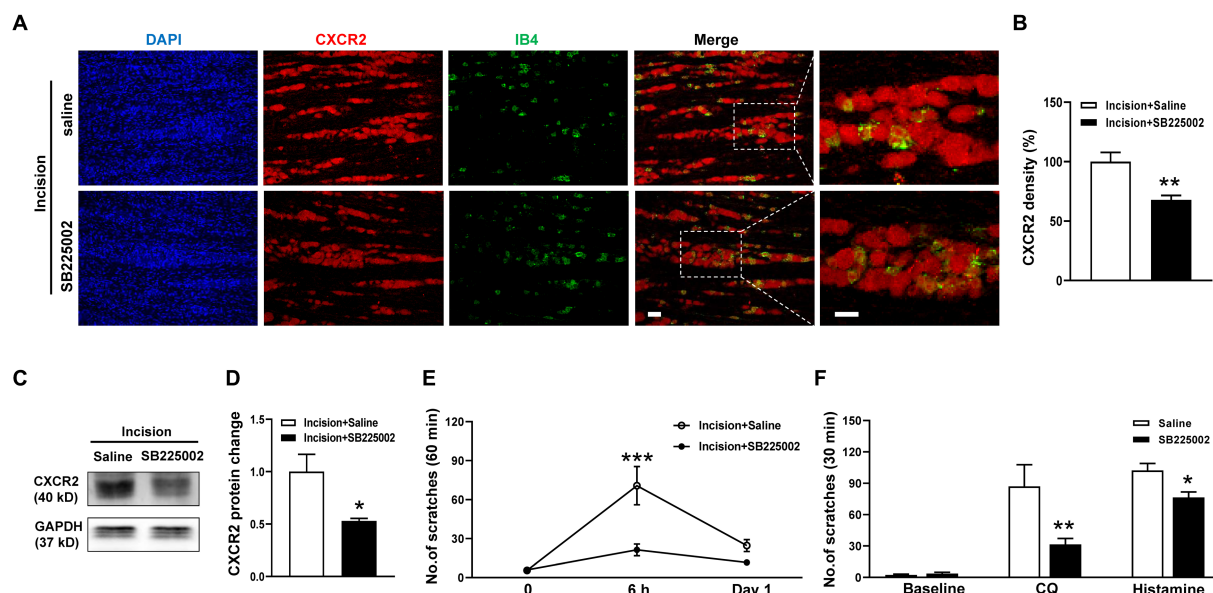 A
DAPI
CXCR2
IB4
Merge
Incision
saline
SB225002
B
CXCR2 density (%)
150
100
50
0
Incision+Saline
Incision+SB225002
**
C
Incision
Saline SB225002
CXCR2
(40 kD)
GAPDH
(37 kD)
D
CXCR2 protein change
1.5
1.0
0.5
0.0
Incision+Saline
Incision+SB225002
*
E
No.of scratches (60 min)
120
90
60
30
0
Incision+Saline
Incision+SB225002
***
0 6 h Day 1
F
No.of scratches (30 min)
150
120
90
60
30
0
Saline
SB225002
**
*
Baseline CQ Histamine